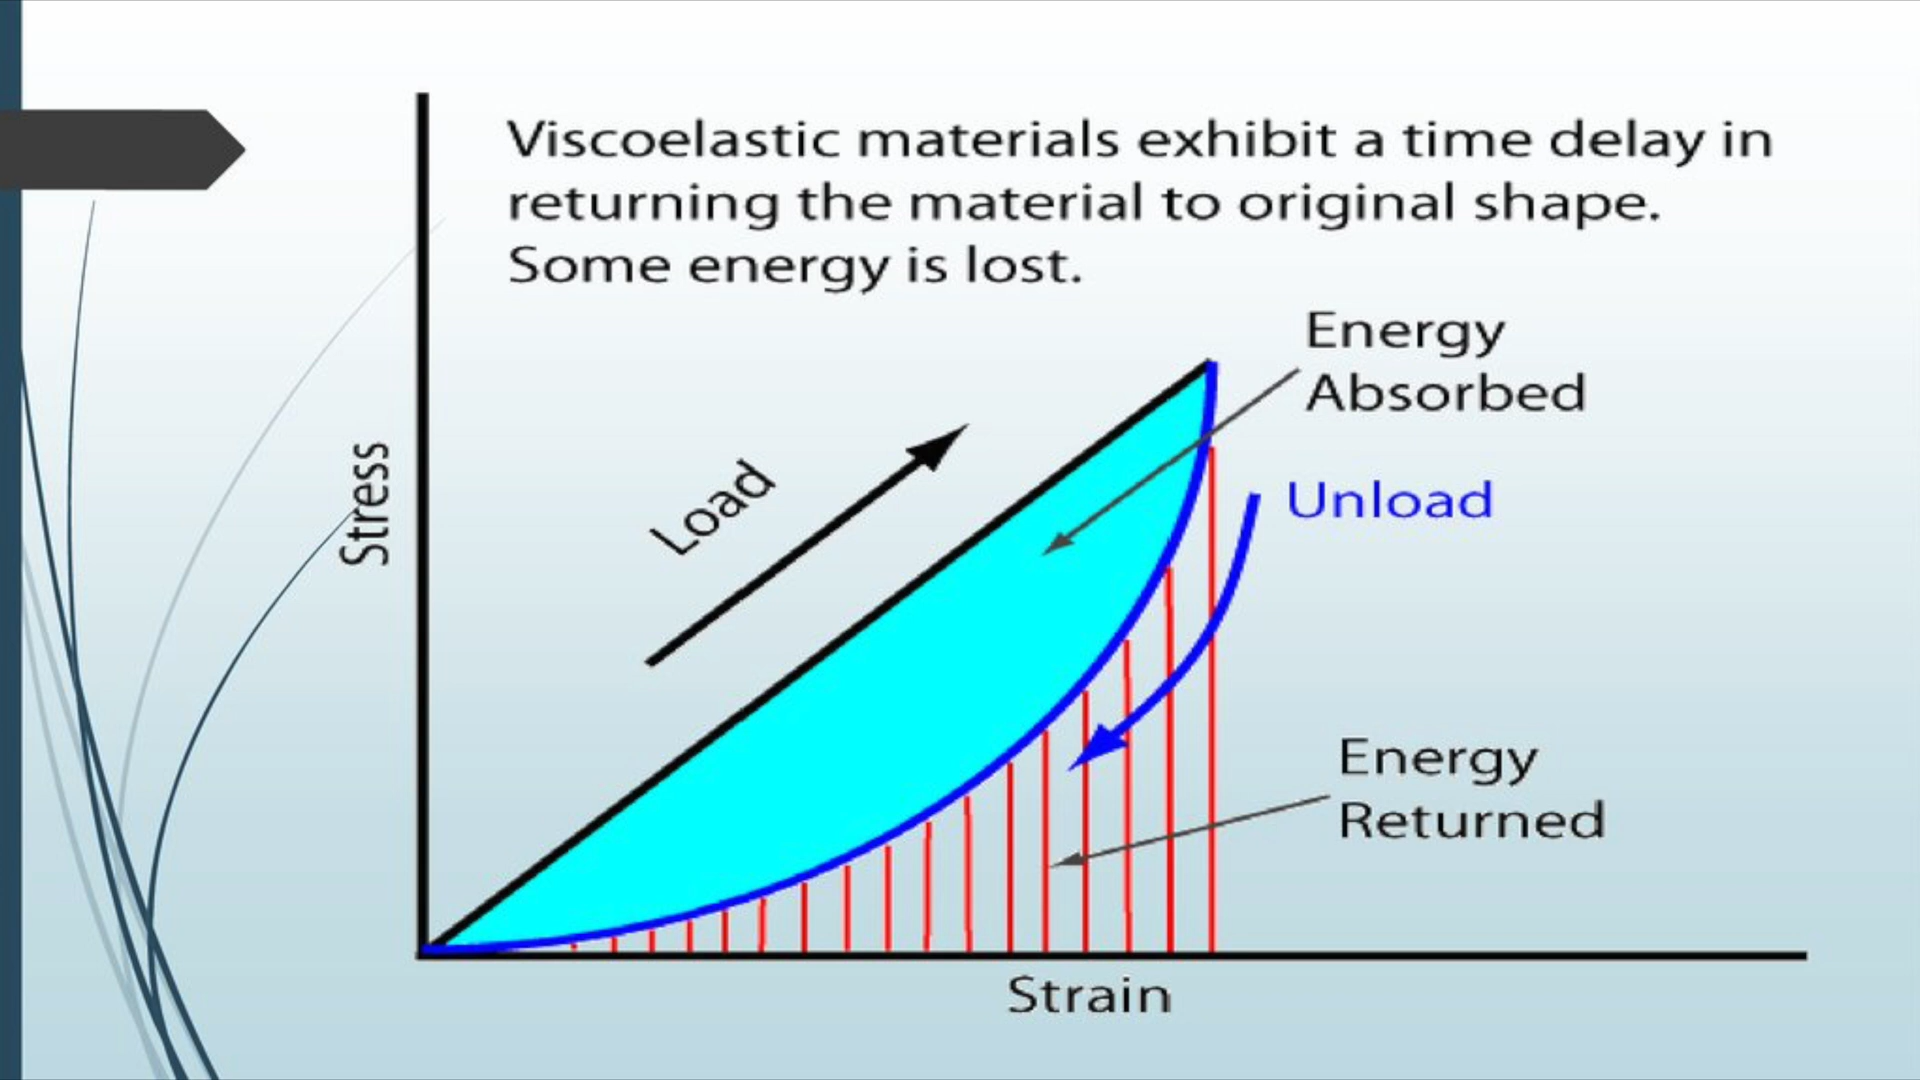 Viscoelastic materials exhibit a time delay in
returning the material to original shape.
Some energy is lost.
Energy
Absorbed
Load
Unload
Stress
Energy
Returned
Strain